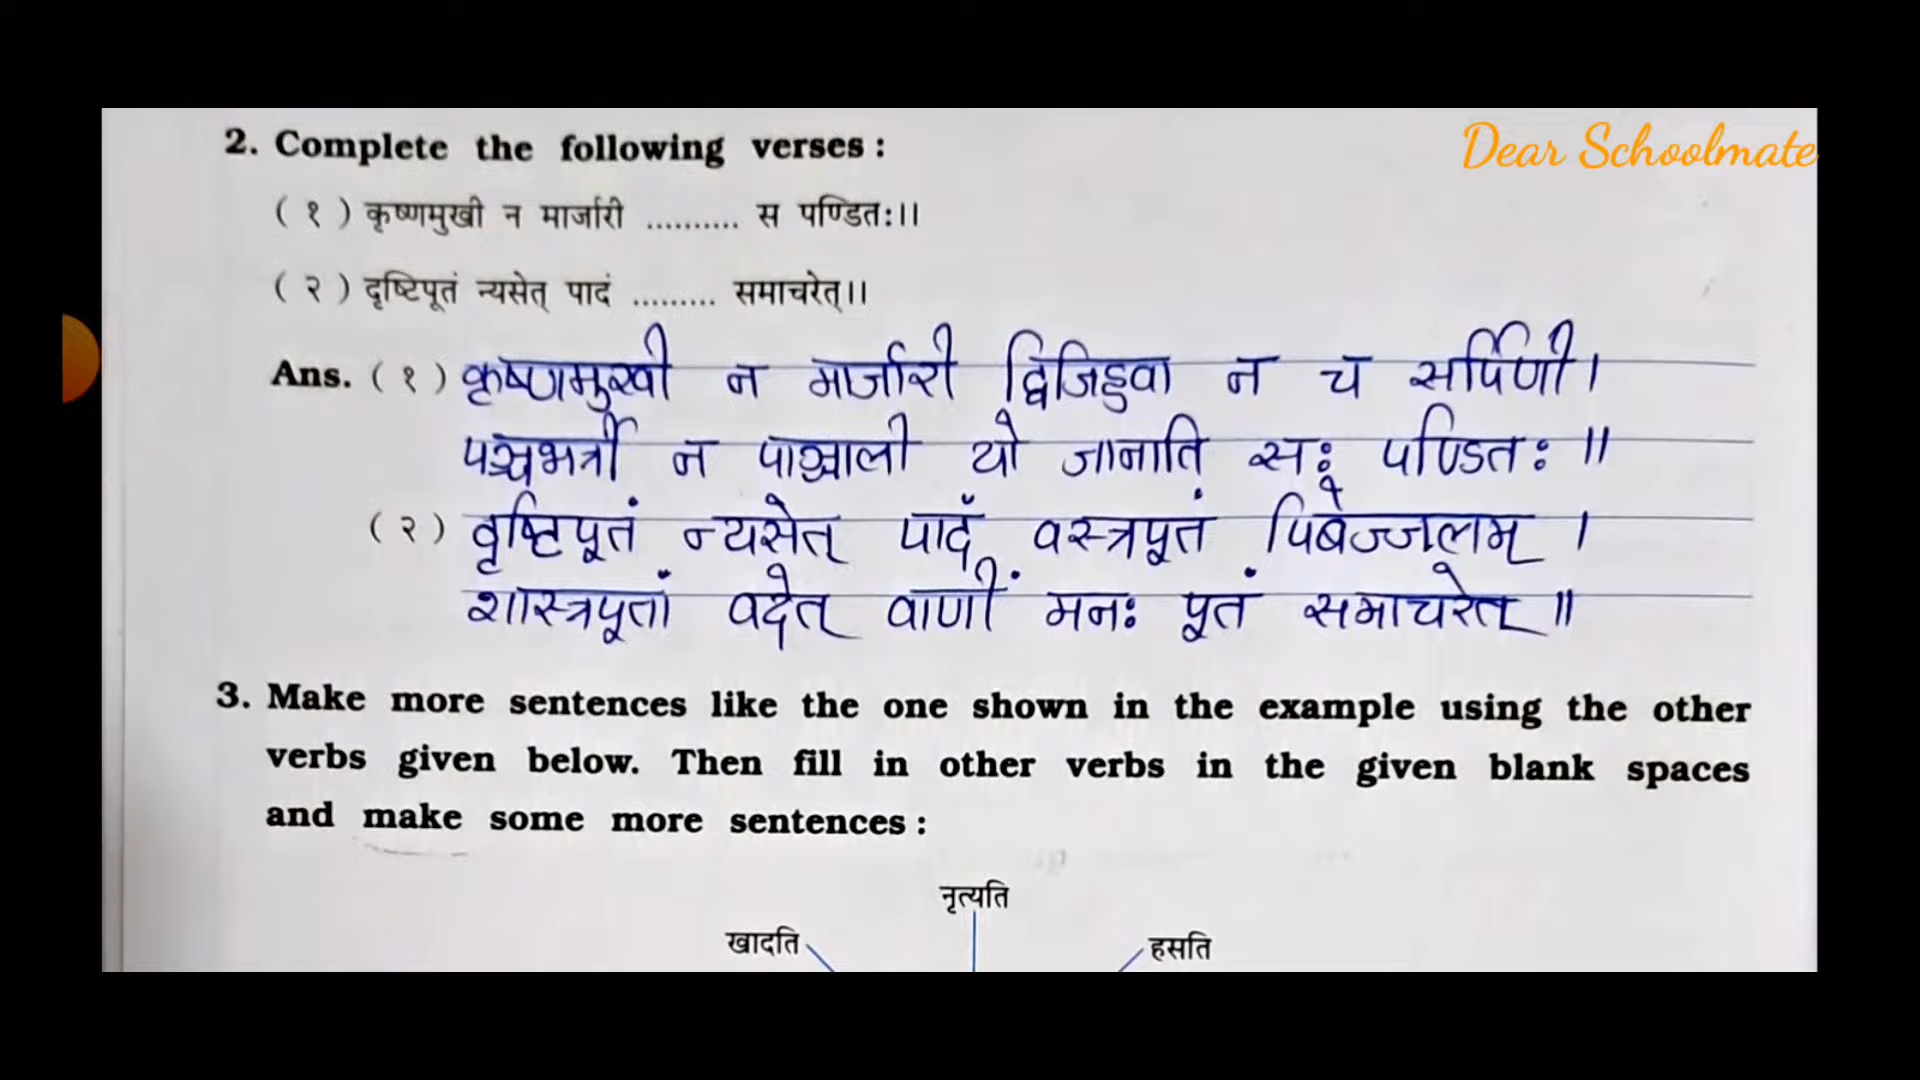 Dear Schoolmate
2. Complete the following verses :
( १ ) कृष्णमुखी न मार्जारी .......... स पण्डितः।।
( २ ) दृष्टिपूतं न्यसेत् पादं ......... समाचरेत्।।
Ans. ( १ ) कृष्णमुखी न मार्जारी द्विजिह्वा न च सर्पिणी।
पञ्चभर्त्री न पाञ्चाली यो जानाति सः पण्डितः ॥
( २ ) दृष्टिपूतं न्यसेत् पादं वस्त्रपूतं पिबेज्जलम् ।
शास्त्रपूतां वदेत् वाणीं मनः पूतं समाचरेत् ॥
3. Make more sentences like the one shown in the example using the other
verbs given below. Then fill in other verbs in the given blank spaces
and make some more sentences :
नृत्यति
खादति हसति